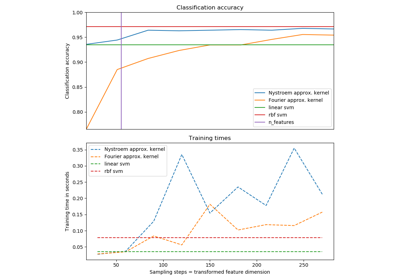 Classification accuracy
1.00
0.95
0.90
0.85
0.80
Classification accuracy
Nystroem approx. kernel
Fourier approx. kernel
linear svm
rbf svm
n_features
Training times
0.35
0.30
0.25
0.20
0.15
0.10
0.05
Training time in seconds
Nystroem approx. kernel
Fourier approx. kernel
linear svm
rbf svm
50 100 150 200 250
Sampling steps = transformed feature dimension